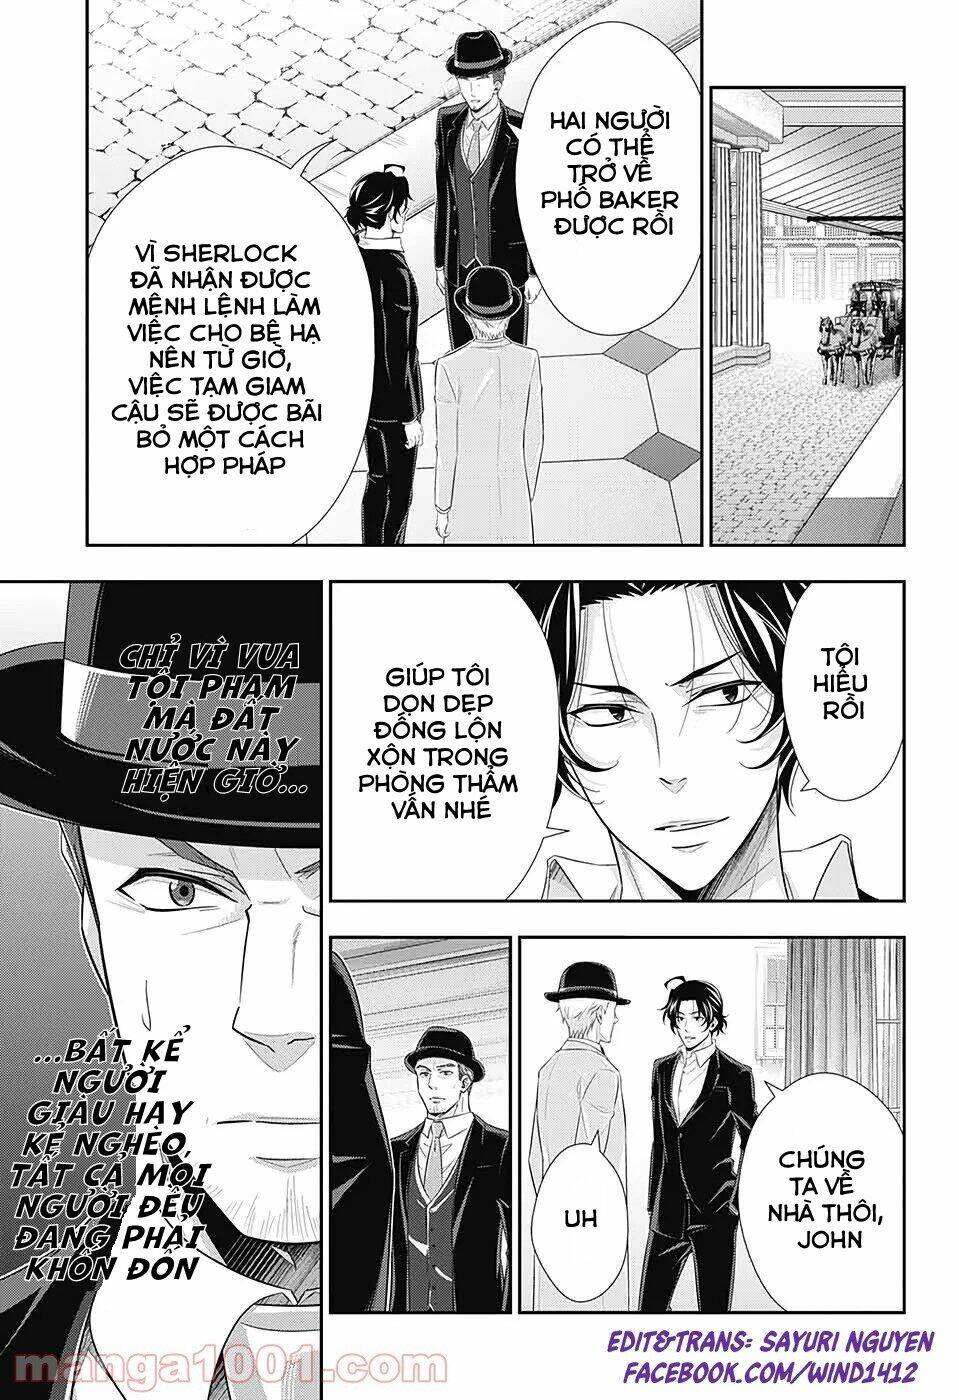 HAI NGƯỜI
CÓ THỂ
TRỞ VỀ
PHỐ BAKER
ĐƯỢC RỒI
VÌ SHERLOCK
ĐÃ NHẬN ĐƯỢC
MỆNH LỆNH LÀM
VIỆC CHO BỆ HẠ
NÊN TỪ GIỜ,
VIỆC TẠM GIAM
CẬU SẼ ĐƯỢC BÃI
BỎ MỘT CÁCH
HỢP PHÁP
TÔI
HIỂU
RỒI
GIÚP TÔI
DỌN DẸP
ĐỐNG LỘN
XỘN TRONG
PHÒNG THẨM
VẤN NHÉ
CHỈ VÌ VUA
TỘI PHẠM
MÀ ĐẤT
NƯỚC NÀY
HIỆN GIỜ...
CHÚNG
TA VỀ
NHÀ THÔI,
JOHN
UH
...BẤT KỂ
NGƯỜI
GIÀU HAY
KẺ NGHÈO,
TẤT CẢ MỌI
NGƯỜI ĐỀU
ĐANG PHẢI
KHỐN ĐỐN
EDIT&TRANS: SAYURI NGUYEN
FACEBOOK.COM/WIND1412
manga1001.com